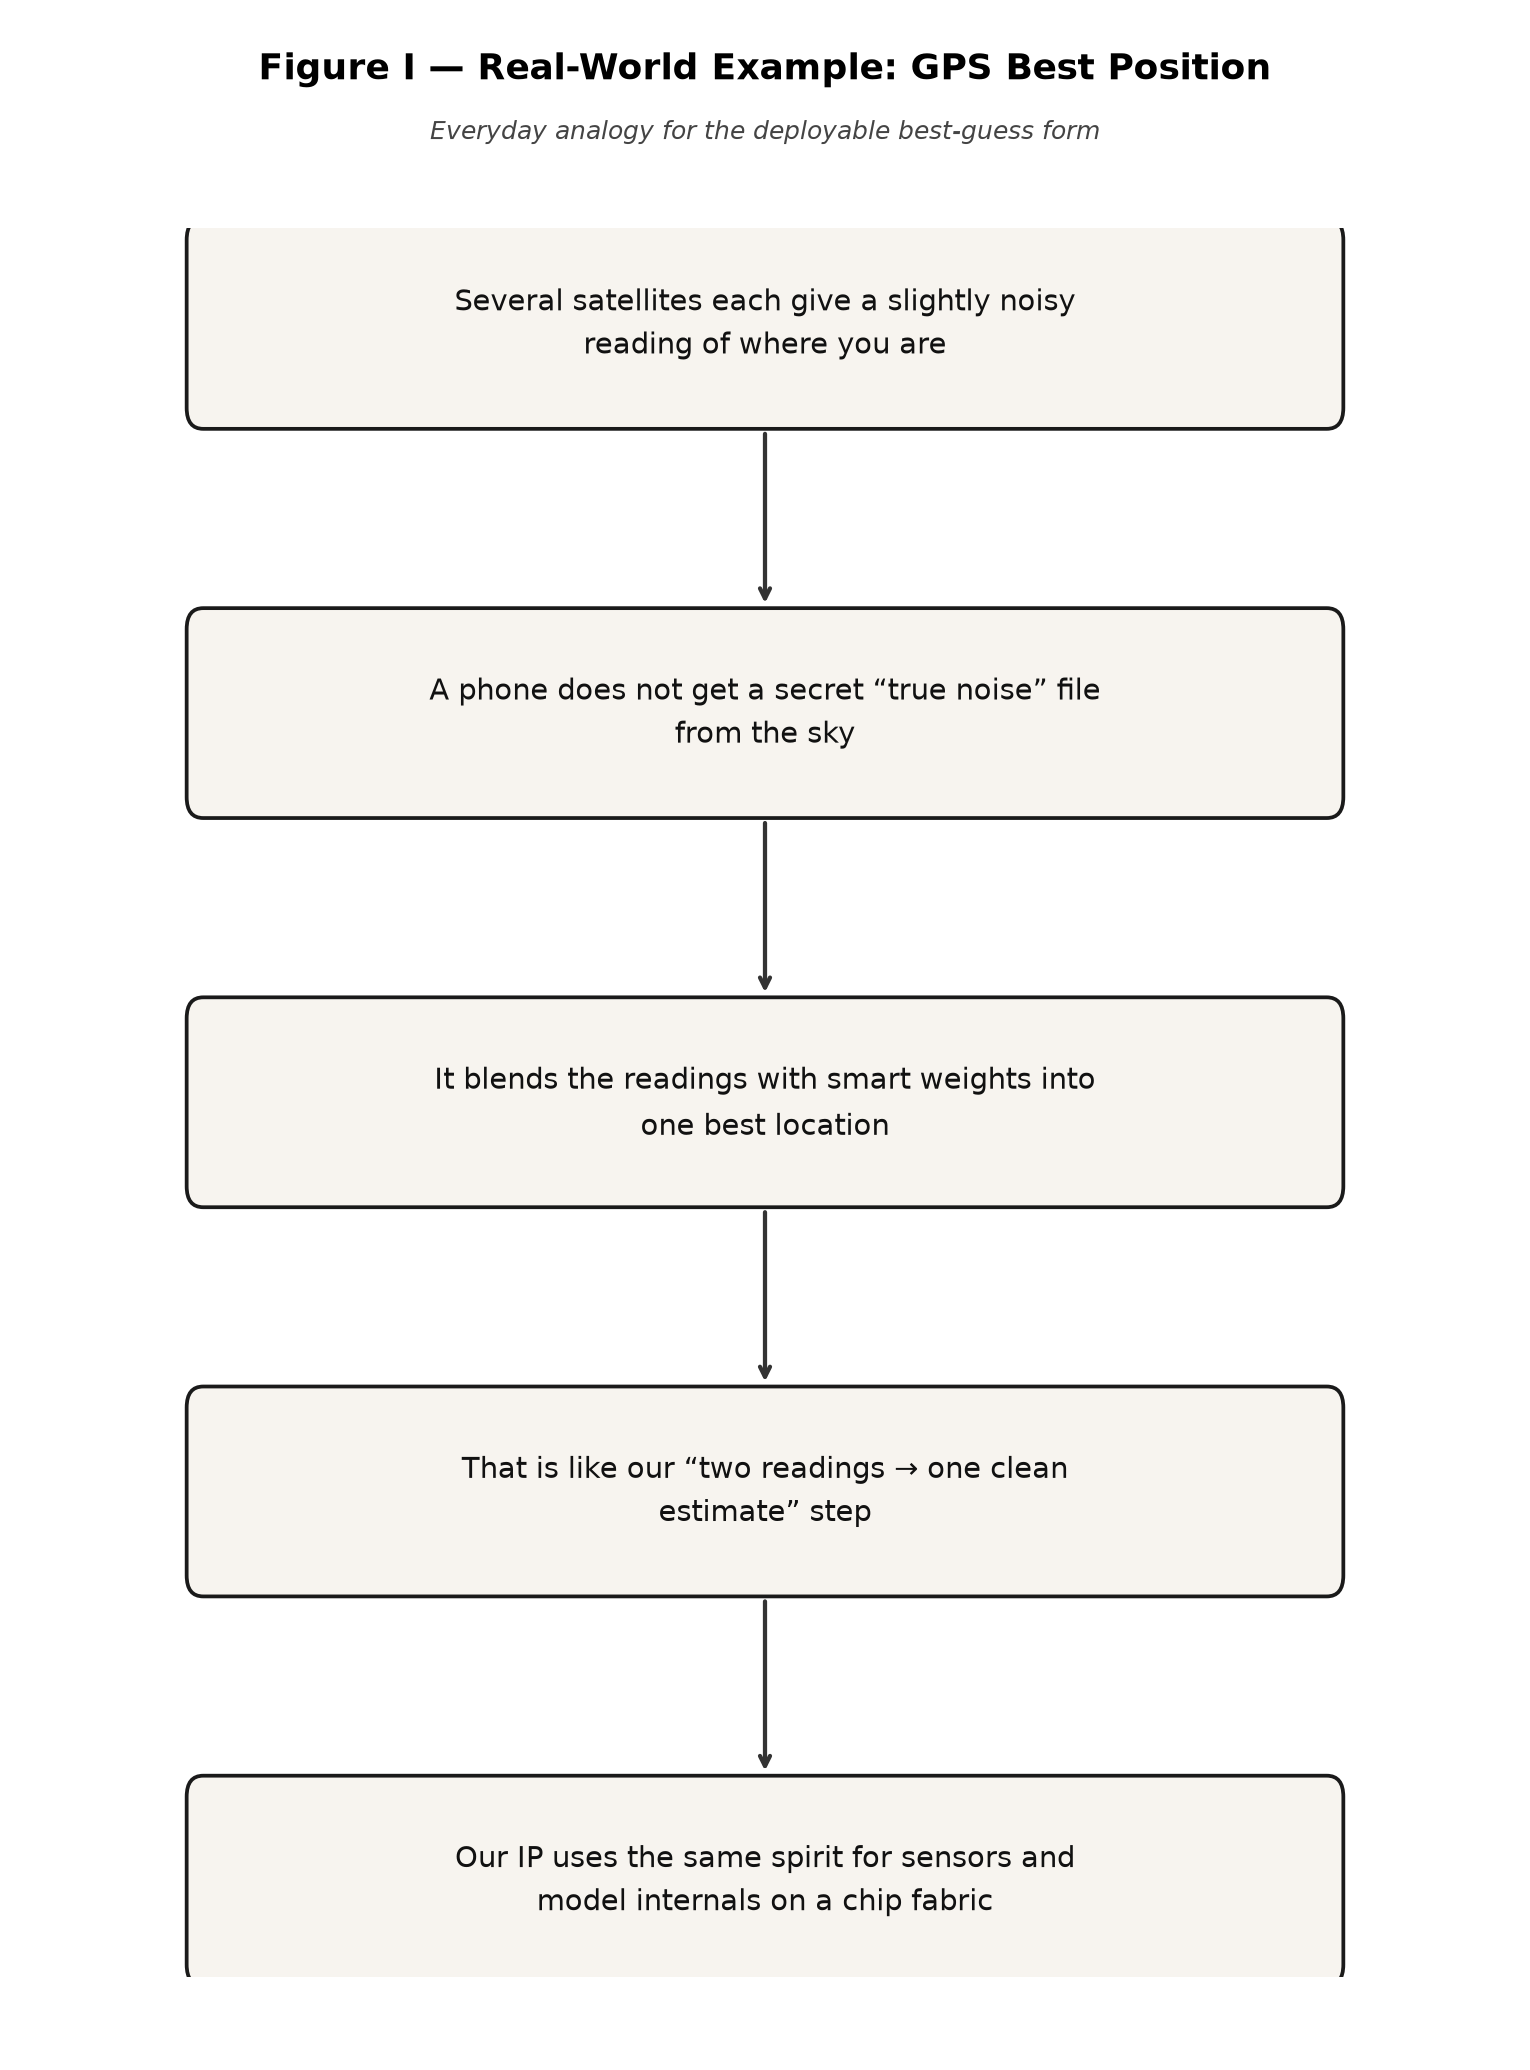 Figure I — Real-World Example: GPS Best Position
Everyday analogy for the deployable best-guess form
Several satellites each give a slightly noisy
reading of where you are
A phone does not get a secret “true noise” file
from the sky
It blends the readings with smart weights into
one best location
That is like our “two readings → one clean
estimate” step
Our IP uses the same spirit for sensors and
model internals on a chip fabric